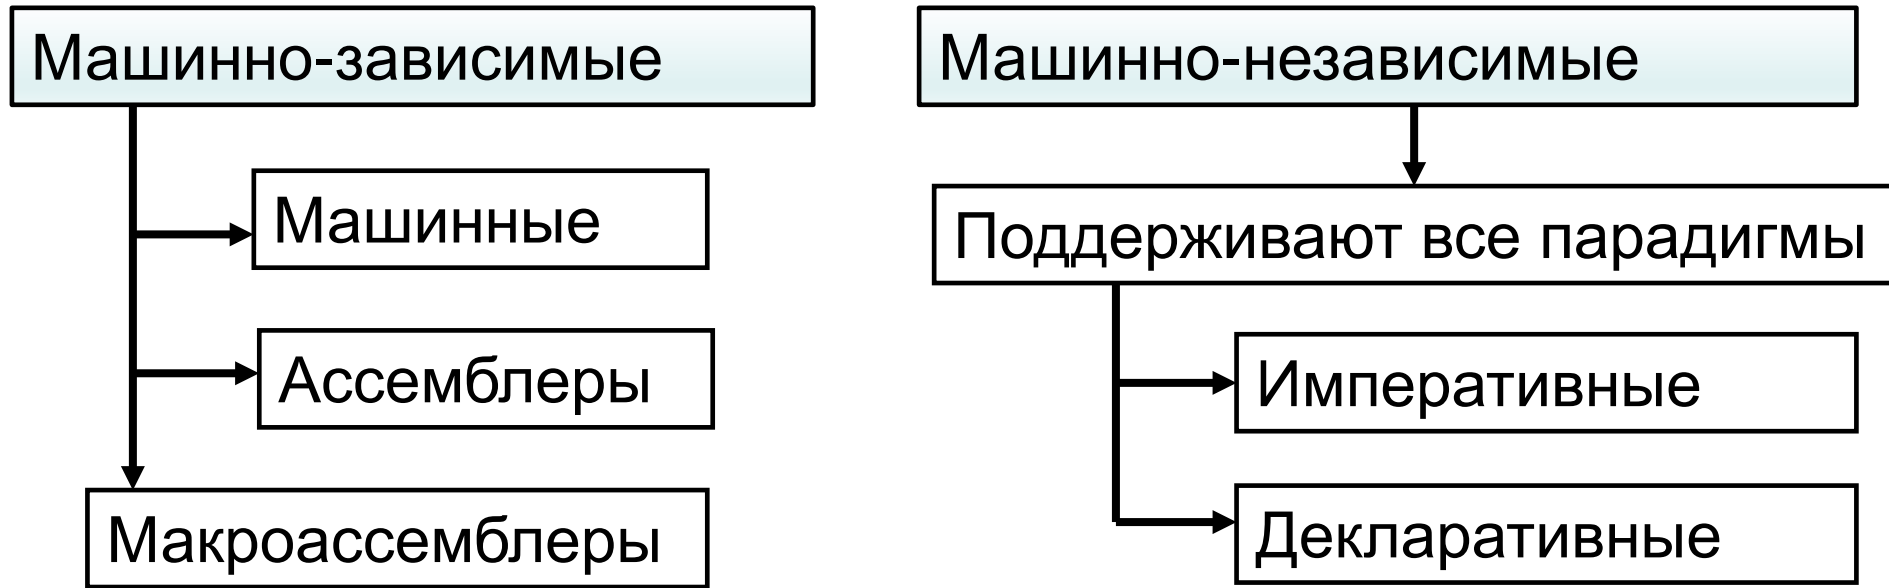 Машинно-зависимые
Машинные
Ассемблеры
Макроассемблеры
Машинно-независимые
Поддерживают все парадигмы
Императивные
Декларативные